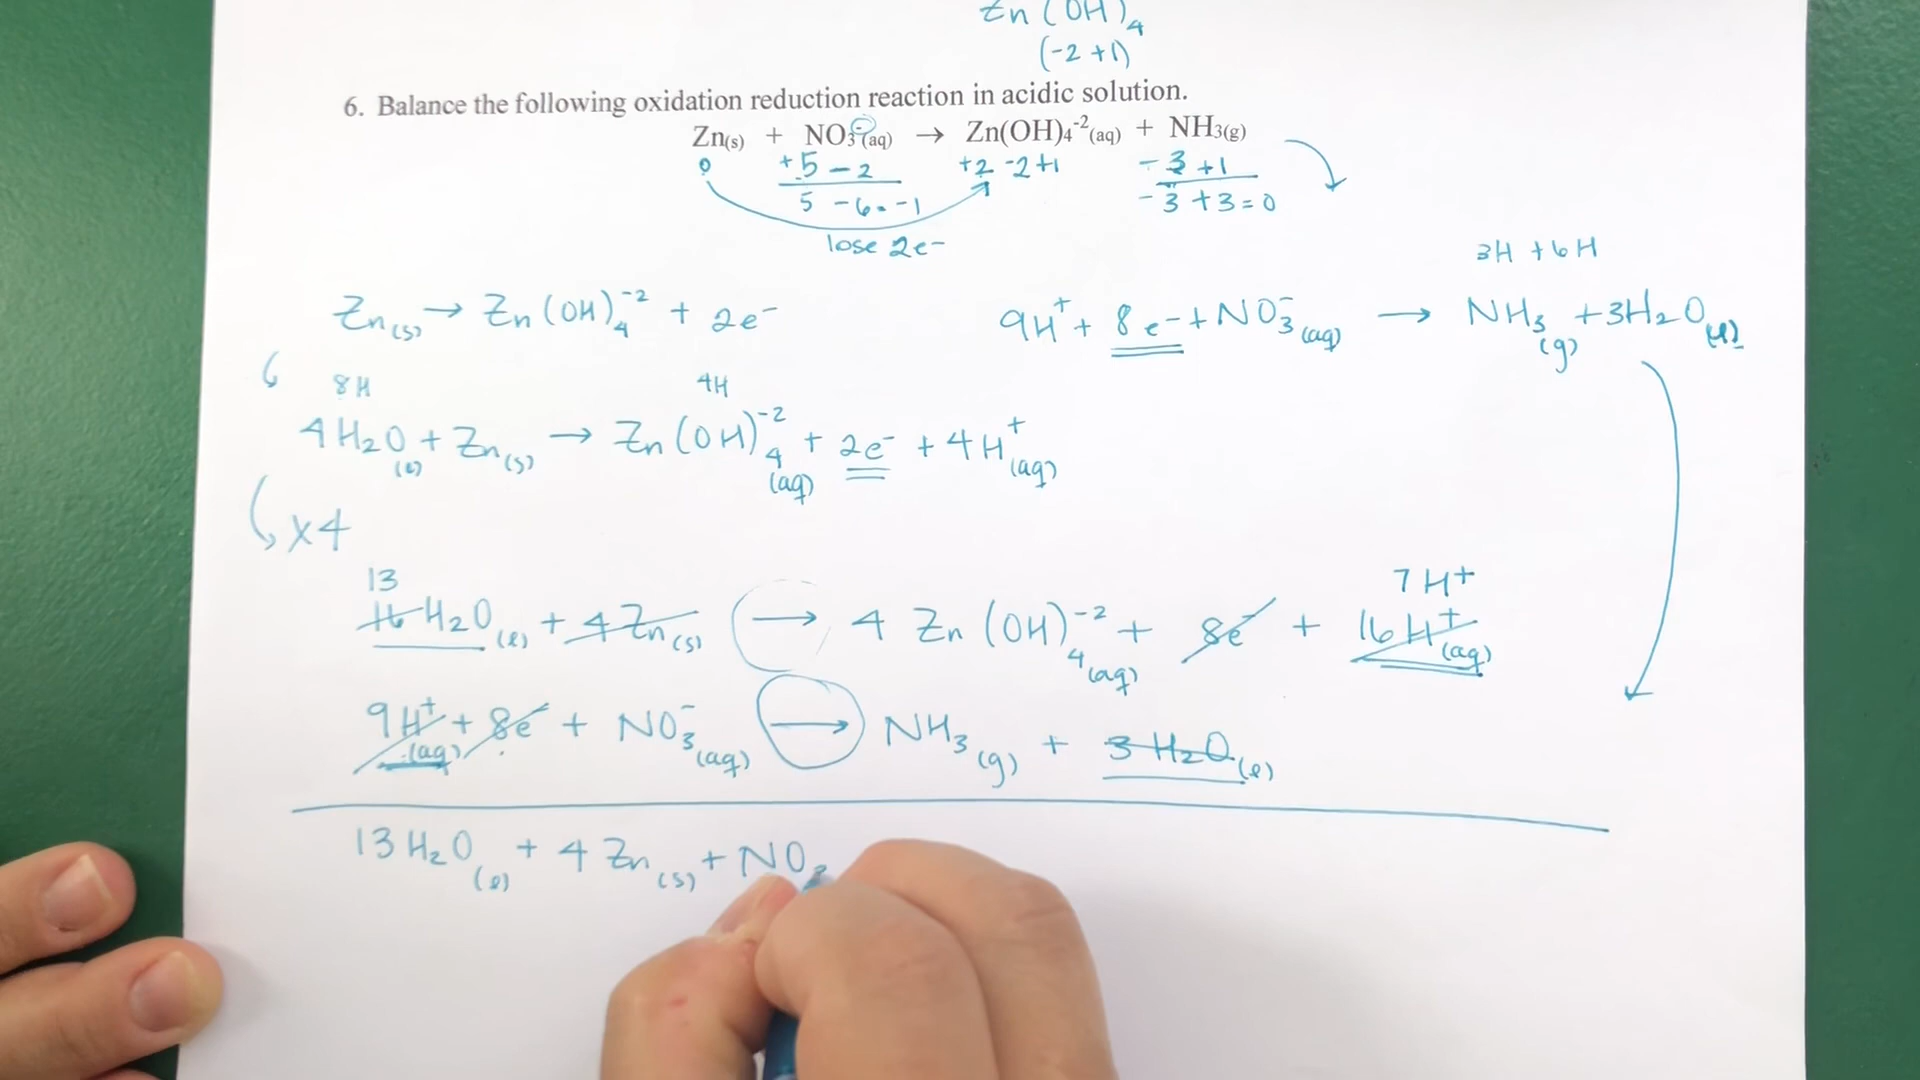 Zn(OH)4
(-2 +1)
6. Balance the following oxidation reduction reaction in acidic solution.
Zn(s) + NO3-(aq) → Zn(OH)4-2(aq) + NH3(g)
0 +5 -2 +2 -2+1 -3 +1
5 -6 = -1 -3 +3 = 0
lose 2e-
3H +6H
Zn(s) → Zn(OH)4-2 + 2e- 9H+ + 8e- + NO3-(aq) → NH3(g) + 3H2O(l)
8H 4H
4H2O(l) + Zn(s) → Zn(OH)4-2(aq) + 2e- + 4H+(aq)
x4
13 7H+
16 H2O(l) + 4Zn(s) → 4 Zn(OH)4-2(aq) + 8e- + 16H+(aq)
9H+(aq) + 8e- + NO3-(aq) → NH3(g) + 3H2O(l)
13H2O(l) + 4Zn(s) + NO3